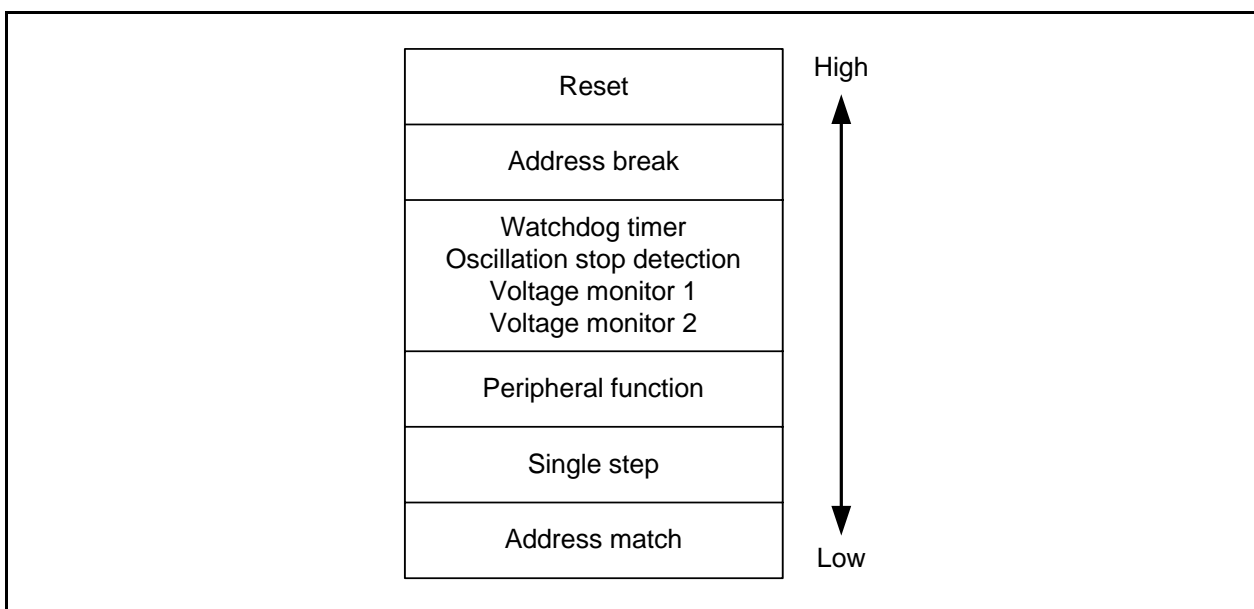 Reset
High
Address break
Watchdog timer
Oscillation stop detection
Voltage monitor 1
Voltage monitor 2
Peripheral function
Single step
Address match
Low